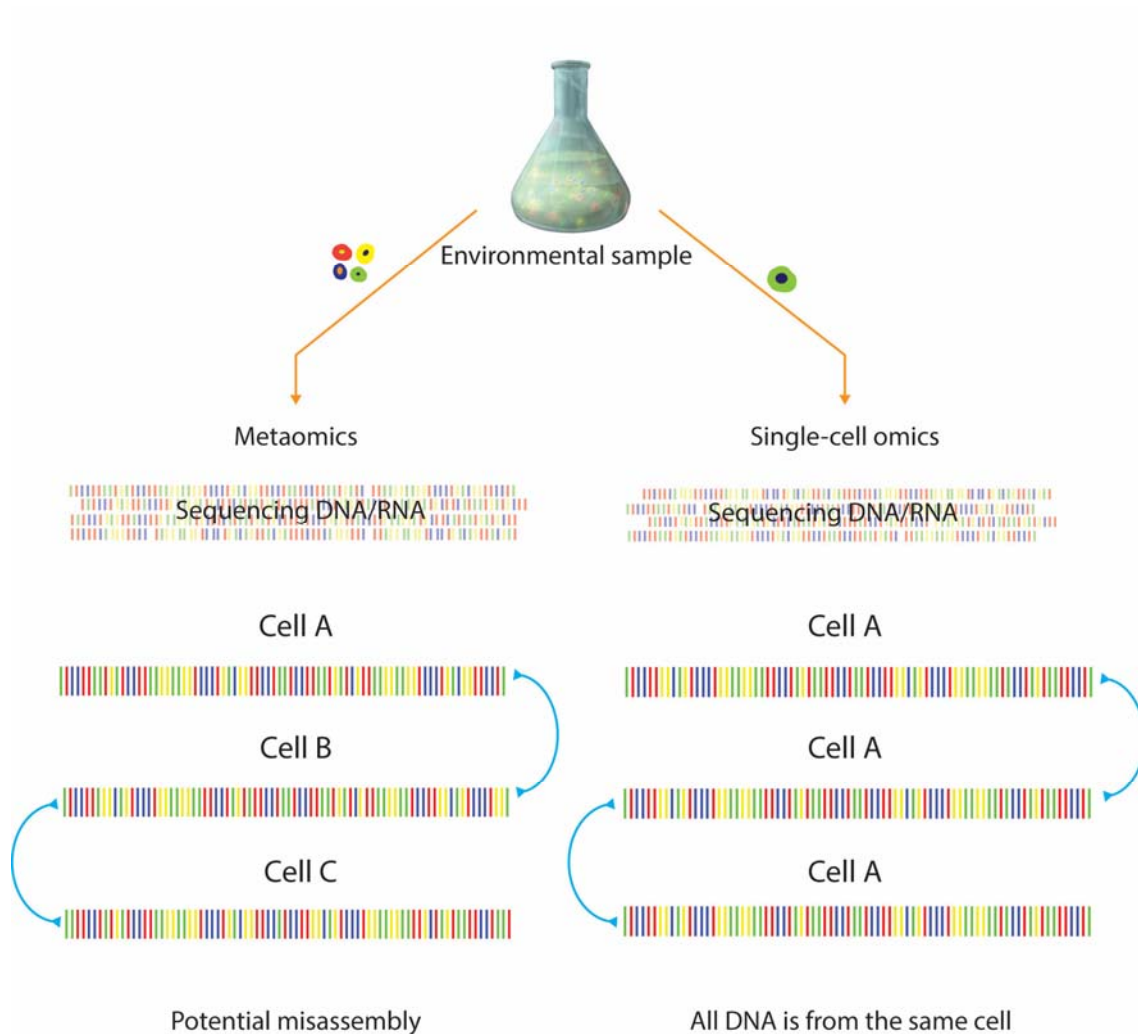 Environmental sample
Metaomics
Single-cell omics
Sequencing DNA/RNA
Sequencing DNA/RNA
Cell A
Cell A
Cell B
Cell A
Cell C
Cell A
Potential misassembly
All DNA is from the same cell